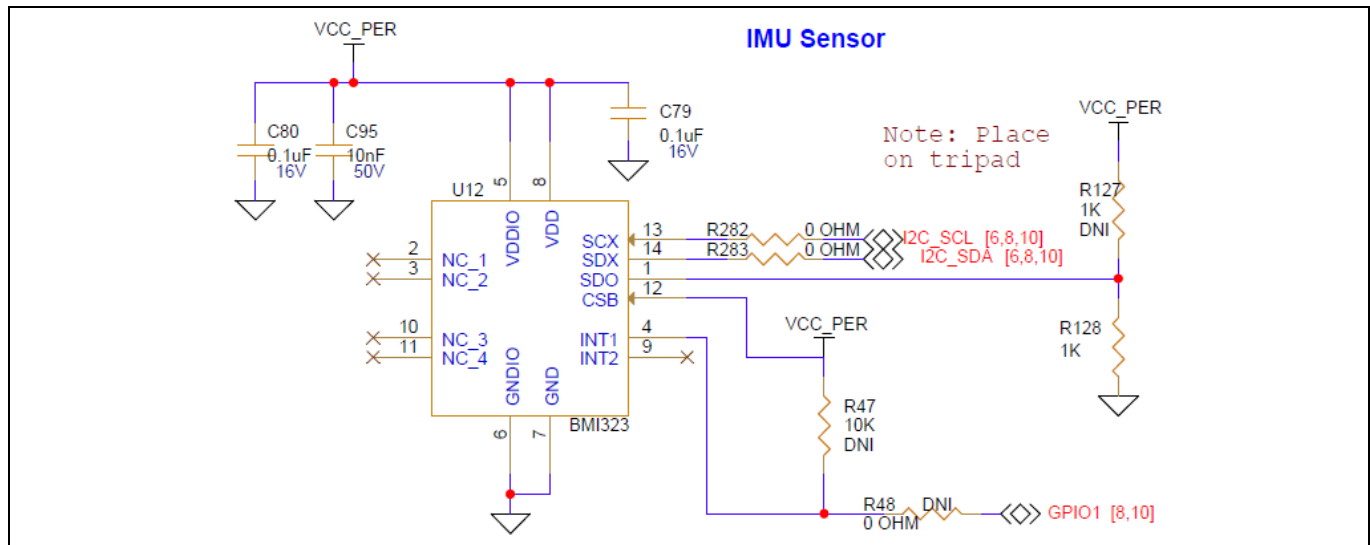 VCC_PER
IMU Sensor
C80
0.1uF
16V
C95
10nF
50V
C79
0.1uF
16V
Note: Place
on tripad
VCC_PER
R127
1K
DNI
U12
5
8
VDDIO
VDD
2
NC_1
3
NC_2
10
NC_3
11
NC_4
SCX
13
R282
0 OHM
I2C_SCL [6,8,10]
SDX
14
R283
0 OHM
I2C_SDA [6,8,10]
SDO
1
CSB
12
INT1
4
INT2
9
GNDIO
GND
6
7
BMI323
VCC_PER
R47
10K
DNI
R128
1K
R48
DNI
0 OHM
GPIO1 [8,10]